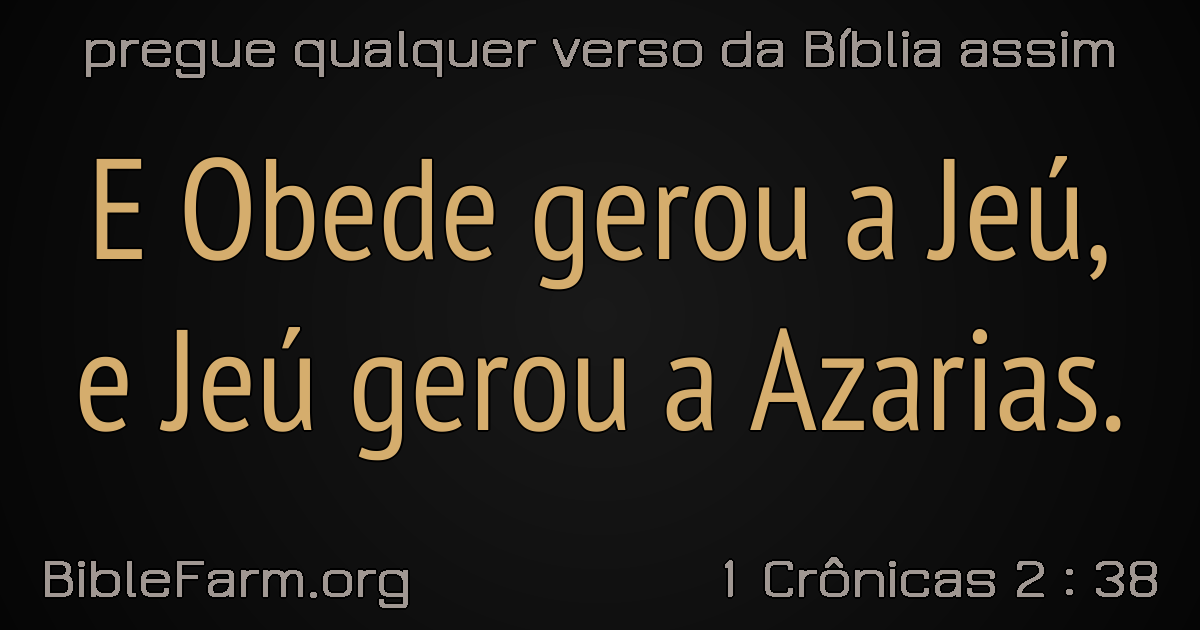 pregue qualquer verso da Bíblia assim
E Obede gerou a Jeú,
e Jeú gerou a Azarias.
BibleFarm.org
1 Crônicas 2 : 38